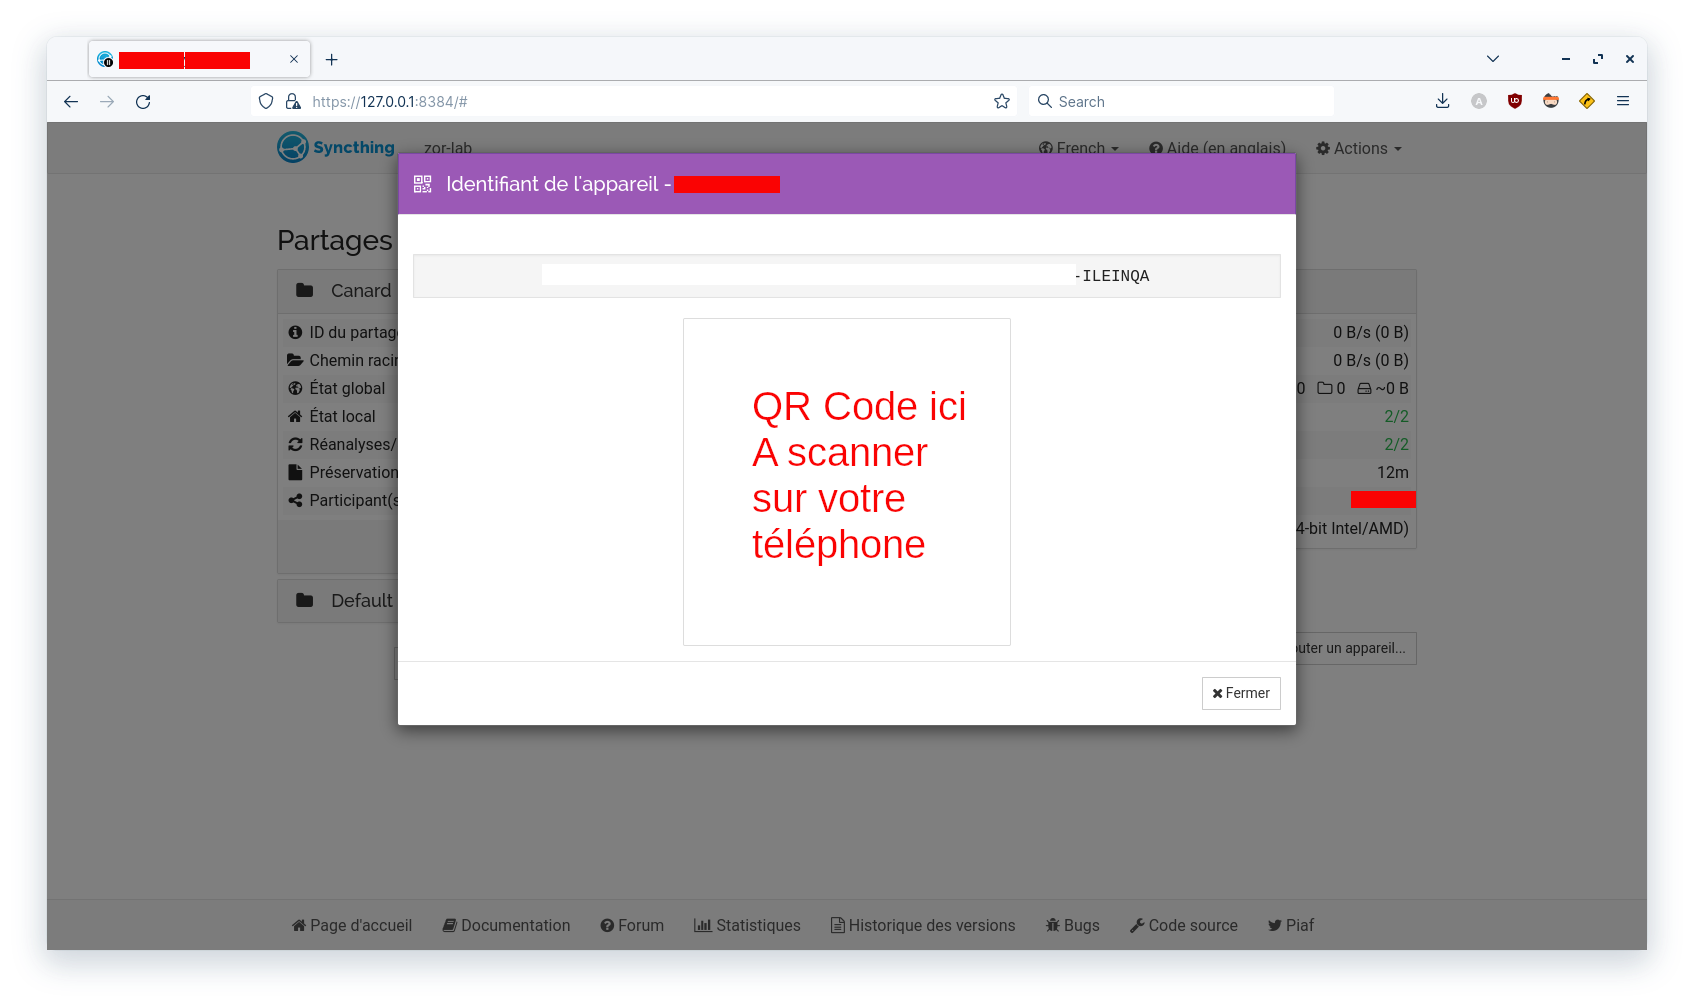 https://127.0.0.1:8384/#
Search
Syncthing
zor-lab
French
Aide (en anglais)
Actions
Identifiant de l'appareil -
-ILEINQA
QR Code ici
A scanner
sur votre
téléphone
Fermer
Partages
Canard
ID du partag
Chemin raci
État global
État local
Réanalyses/
Préservation
Participant(s
Default
0 B/s (0 B)
0 B/s (0 B)
0 0 ~0 B
2/2
2/2
12m
4-bit Intel/AMD)
outer un appareil...
Page d'accueil
Documentation
Forum
Statistiques
Historique des versions
Bugs
Code source
Piaf